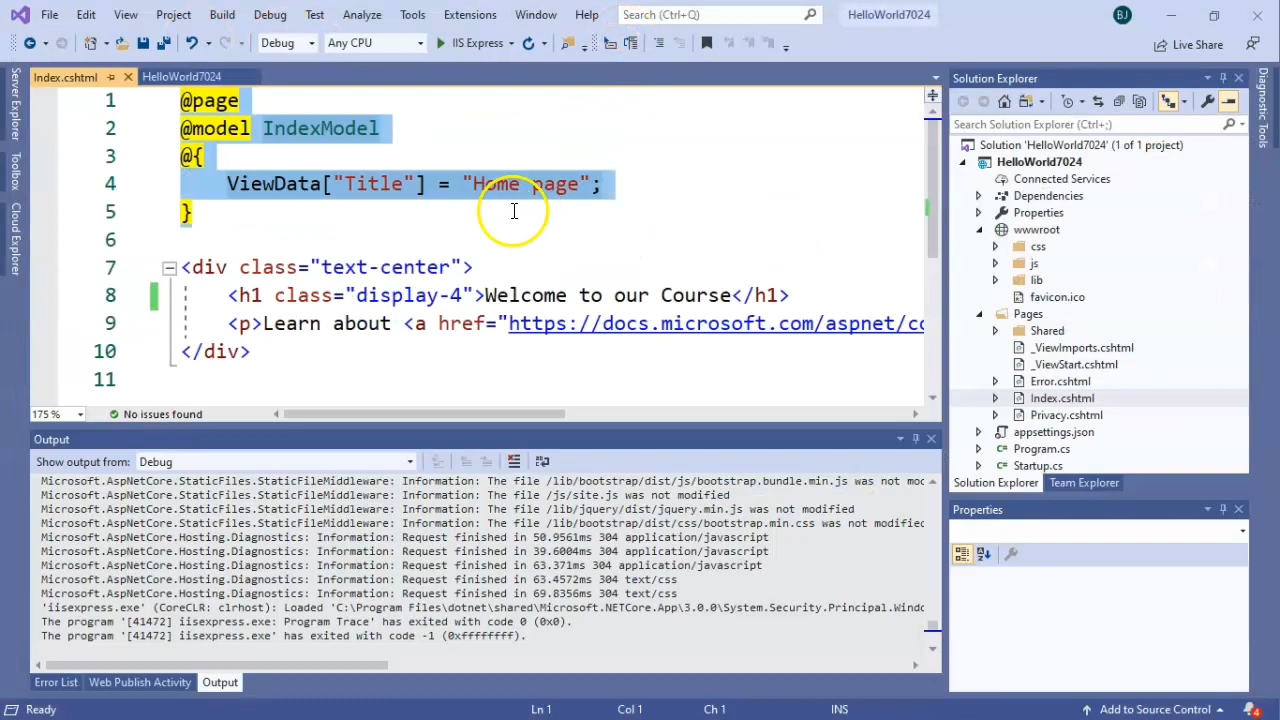 File Edit View Project Build Debug Test Analyze Tools Extensions Window Help Search (Ctrl+Q) HelloWorld7024 BJ
Debug Any CPU IIS Express Live Share
Server Explorer
Toolbox
Cloud Explorer
Index.cshtml HelloWorld7024
1 @page
2 @model IndexModel
3 @{
4 ViewData["Title"] = "Home page";
5 }
6
7 <div class="text-center">
8 <h1 class="display-4">Welcome to our Course</h1>
9 <p>Learn about <a href="https://docs.microsoft.com/aspnet/co
10 </div>
11
175 % No issues found
Output
Show output from: Debug
Microsoft.AspNetCore.StaticFiles.StaticFileMiddleware: Information: The file /lib/bootstrap/dist/js/bootstrap.bundle.min.js was not mod
Microsoft.AspNetCore.StaticFiles.StaticFileMiddleware: Information: The file /js/site.js was not modified
Microsoft.AspNetCore.StaticFiles.StaticFileMiddleware: Information: The file /lib/jquery/dist/jquery.min.js was not modified
Microsoft.AspNetCore.StaticFiles.StaticFileMiddleware: Information: The file /lib/bootstrap/dist/css/bootstrap.min.css was not modified
Microsoft.AspNetCore.Hosting.Diagnostics: Information: Request finished in 50.9561ms 304 application/javascript
Microsoft.AspNetCore.Hosting.Diagnostics: Information: Request finished in 39.6004ms 304 application/javascript
Microsoft.AspNetCore.Hosting.Diagnostics: Information: Request finished in 63.371ms 304 application/javascript
Microsoft.AspNetCore.Hosting.Diagnostics: Information: Request finished in 63.4572ms 304 text/css
Microsoft.AspNetCore.Hosting.Diagnostics: Information: Request finished in 69.8356ms 304 text/css
'iisexpress.exe' (CoreCLR: clrhost): Loaded 'C:\Program Files\dotnet\shared\Microsoft.NETCore.App\3.0.0\System.Security.Principal.Windo
The program '[41472] iisexpress.exe: Program Trace' has exited with code 0 (0x0).
The program '[41472] iisexpress.exe' has exited with code -1 (0xffffffff).
Error List Web Publish Activity Output
Solution Explorer
Search Solution Explorer (Ctrl+;)
Solution 'HelloWorld7024' (1 of 1 project)
HelloWorld7024
Connected Services
Dependencies
Properties
wwwroot
css
js
lib
favicon.ico
Pages
Shared
_ViewImports.cshtml
_ViewStart.cshtml
Error.cshtml
Index.cshtml
Privacy.cshtml
appsettings.json
C# Program.cs
C# Startup.cs
Solution Explorer Team Explorer
Properties
Diagnostic Tools
Ready Ln 1 Col 1 Ch 1 INS Add to Source Control 4